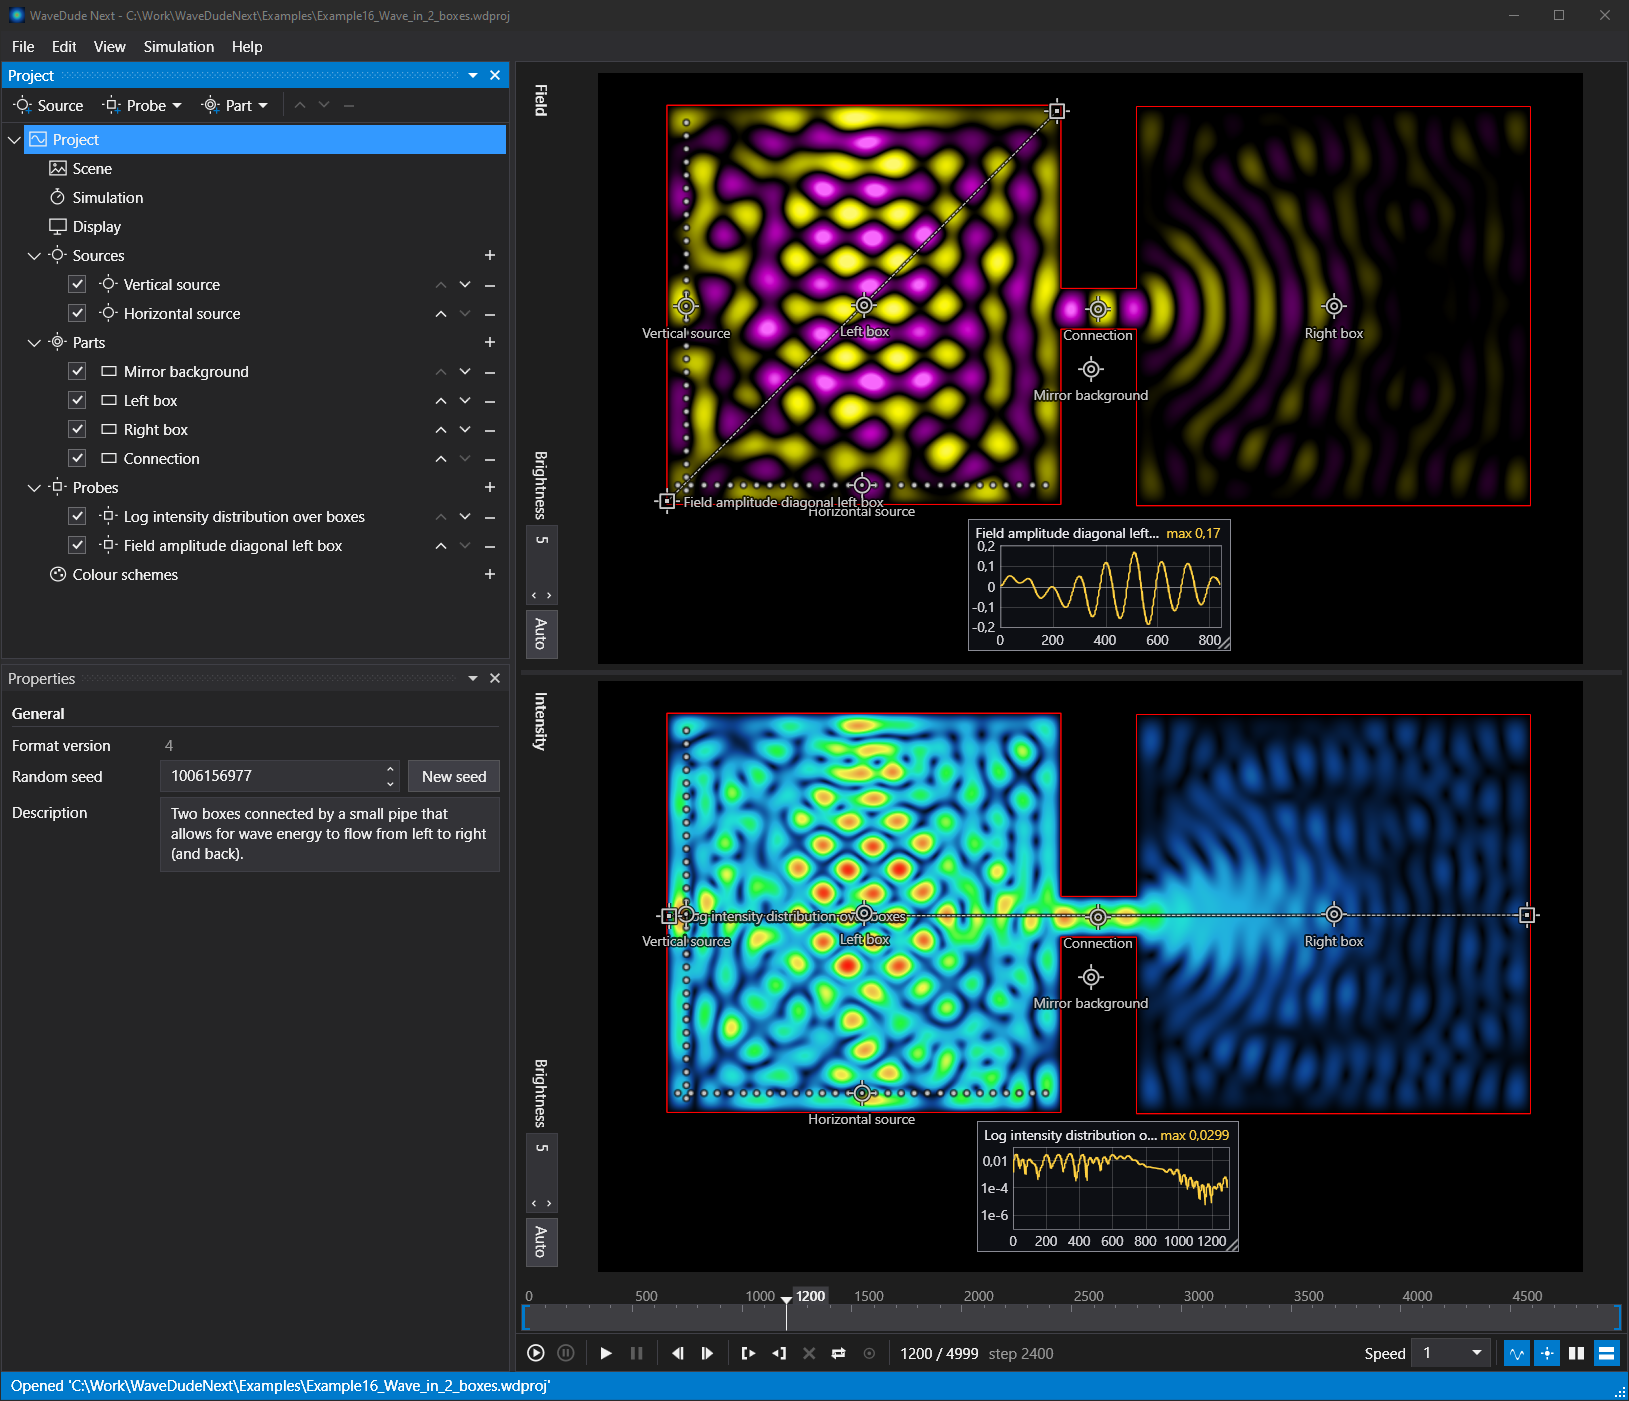 WaveDude Next - C:\Work\WaveDudeNext\Examples\Example16_Wave_in_2_boxes.wdproj
File Edit View Simulation Help
Project
Source Probe Part
Project
Scene
Simulation
Display
Sources
Vertical source
Horizontal source
Parts
Mirror background
Left box
Right box
Connection
Probes
Log intensity distribution over boxes
Field amplitude diagonal left box
Colour schemes
Properties
General
Format version 4
Random seed 1006156977 New seed
Description Two boxes connected by a small pipe that
allows for wave energy to flow from left to right
(and back).
Field
Brightness
5
Auto
Vertical source
Left box
Connection
Right box
Mirror background
Field amplitude diagonal left box
Horizontal source
Field amplitude diagonal left... max 0,17
0,2
0,1
0
-0,1
-0,2
0 200 400 600 800
Intensity
Brightness
5
Auto
Log intensity distribution over boxes
Vertical source
Left box
Connection
Right box
Mirror background
Horizontal source
Log intensity distribution o... max 0,0299
0,01
1e-4
1e-6
0 200 400 600 800 1000 1200
0 500 1000 1200 1500 2000 2500 3000 3500 4000 4500
1200 / 4999 step 2400 Speed 1
Opened 'C:\Work\WaveDudeNext\Examples\Example16_Wave_in_2_boxes.wdproj'